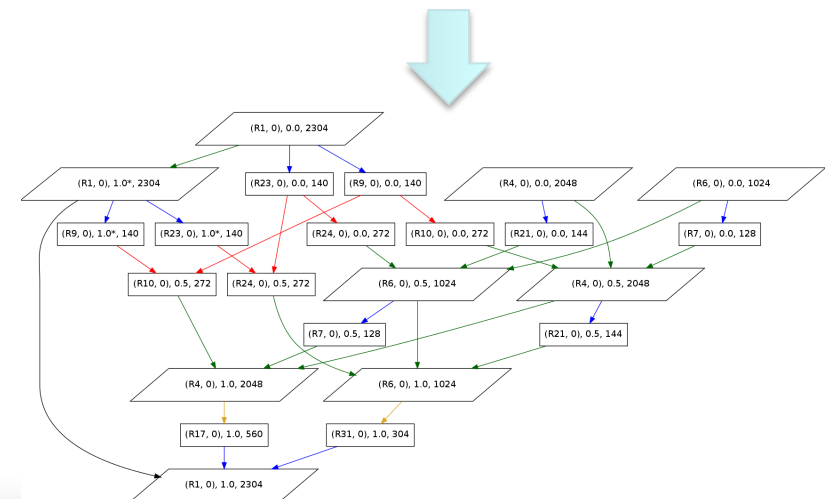 (R1, 0), 0.0, 2304
(R1, 0), 1.0*, 2304
(R23, 0), 0.0, 140
(R9, 0), 0.0, 140
(R4, 0), 0.0, 2048
(R6, 0), 0.0, 1024
(R9, 0), 1.0*, 140
(R23, 0), 1.0*, 140
(R24, 0), 0.0, 272
(R10, 0), 0.0, 272
(R21, 0), 0.0, 144
(R7, 0), 0.0, 128
(R10, 0), 0.5, 272
(R24, 0), 0.5, 272
(R6, 0), 0.5, 1024
(R4, 0), 0.5, 2048
(R7, 0), 0.5, 128
(R21, 0), 0.5, 144
(R4, 0), 1.0, 2048
(R6, 0), 1.0, 1024
(R17, 0), 1.0, 560
(R31, 0), 1.0, 304
(R1, 0), 1.0, 2304